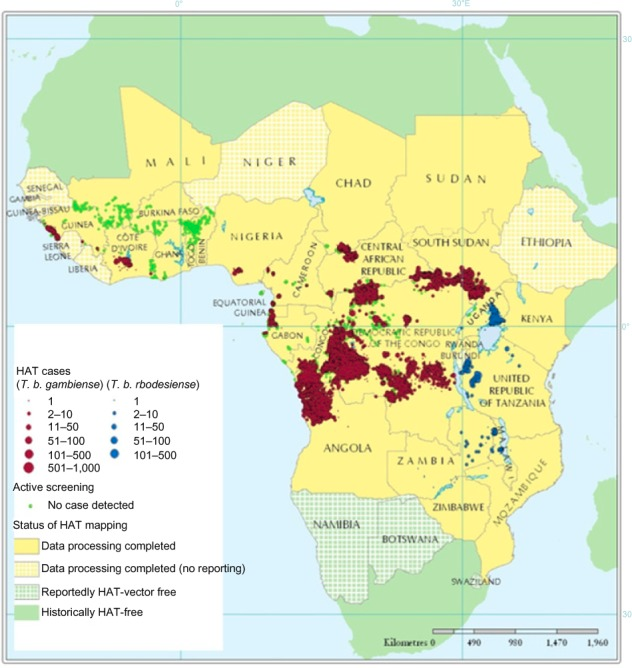 0°
30°E
30
MALI
NIGER
CHAD
SUDAN
SENEGAL
GAMBIA
GUINEA-BISSAU
GUINEA
BURKINA FASO
SIERRA
LEONE
LIBERIA
CÔTE
D'IVOIRE
GHANA
TOGO
BENIN
NIGERIA
CAMEROON
CENTRAL
AFRICAN
REPUBLIC
SOUTH SUDAN
ETHIOPIA
EQUATORIAL
GUINEA
GABON
CONGO
DEMOCRATIC REPUBLIC
OF THE CONGO
UGANDA
KENYA
0°
RWANDA
BURUNDI
UNITED
REPUBLIC
OF TANZANIA
ANGOLA
ZAMBIA
MALAWI
MOZAMBIQUE
ZIMBABWE
NAMIBIA
BOTSWANA
SWAZILAND
30
HAT cases
(T. b. gambiense) (T. b. rbodesiense)
1 1
2–10 2–10
11–50 11–50
51–100 51–100
101–500 101–500
501–1,000
Active screening
No case detected
Status of HAT mapping
Data processing completed
Data processing completed (no reporting)
Reportedly HAT-vector free
Historically HAT-free
Kilometres 0 490 980 1,470 1,960